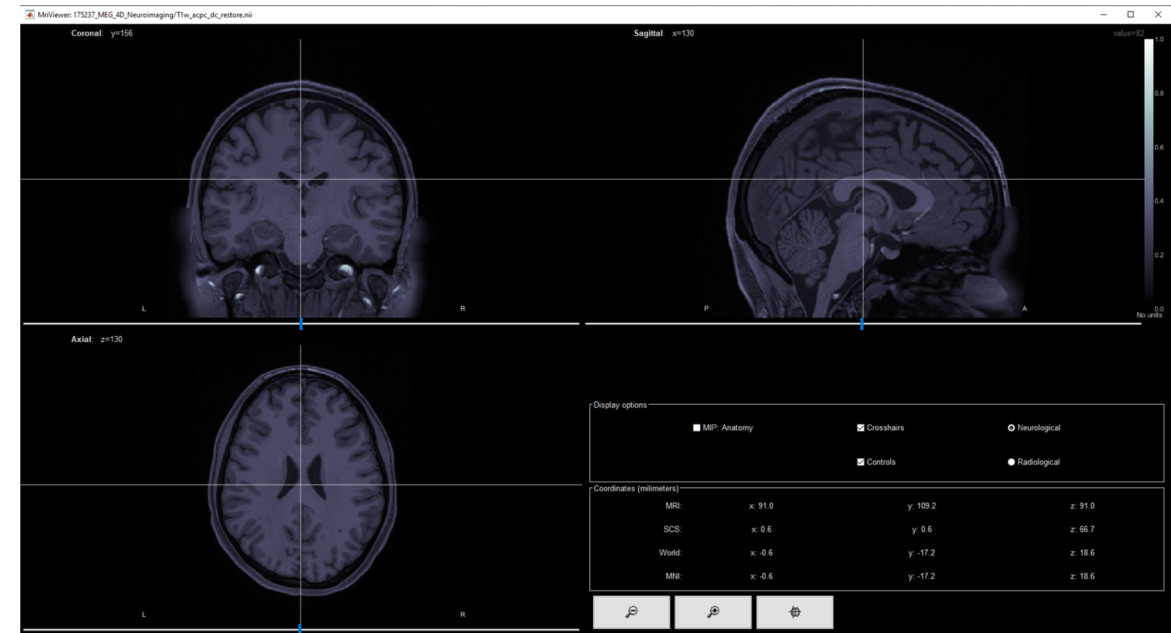 MriViewer: 175237_MEG_4D_Neuroimaging/T1w_acpc_dc_restore.nii
Coronal: y=156
Sagittal: x=130
value=82
1.0
0.8
0.6
0.4
0.2
0.0
No units
L R
P A
Axial: z=130
L R
Display options
MIP: Anatomy Crosshairs Neurological
Controls Radiological
Coordinates (milimeters)
MRI: x: 91.0 y: 109.2 z: 91.0
SCS: x: 0.6 y: 0.6 z: 66.7
World: x: -0.6 y: -17.2 z: 18.6
MNI: x: -0.6 y: -17.2 z: 18.6